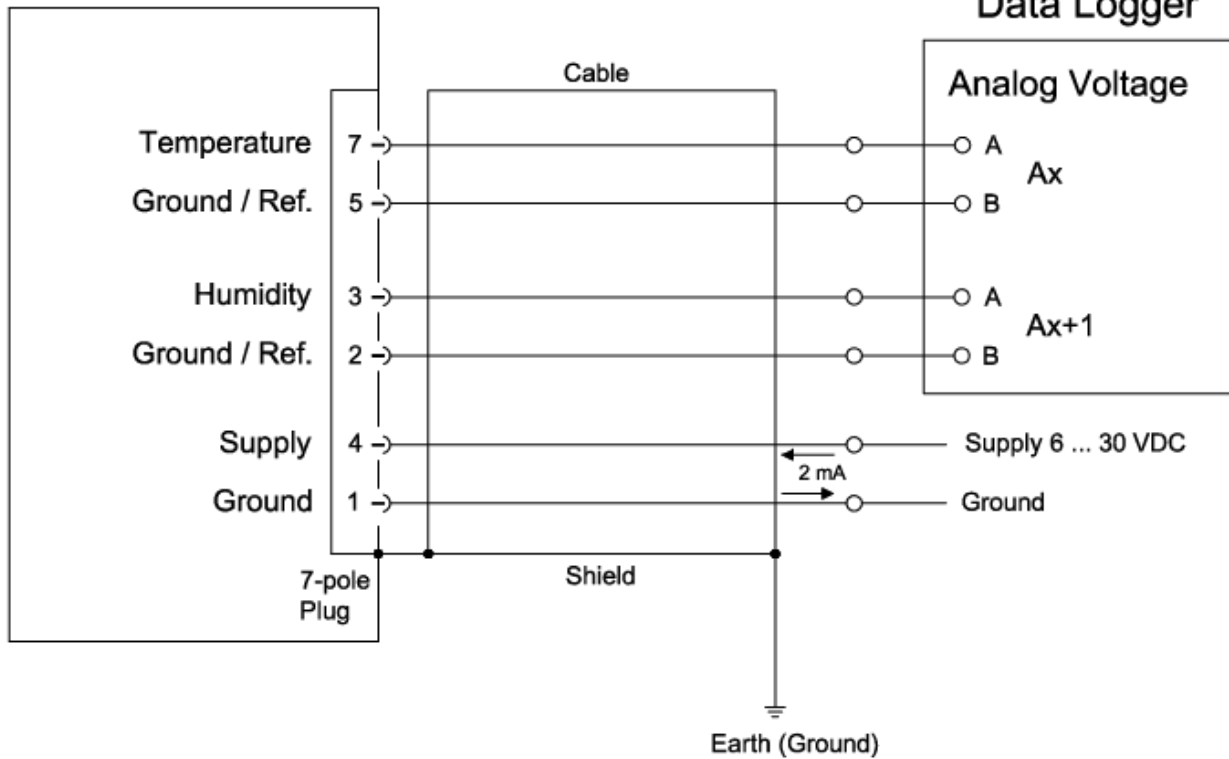 Data Logger
Cable
Analog Voltage
Temperature 7 A
Ax
Ground / Ref. 5 B
Humidity 3 A
Ax+1
Ground / Ref. 2 B
Supply 4 Supply 6 ... 30 VDC
2 mA
Ground 1 Ground
7-pole
Plug
Shield
Earth (Ground)